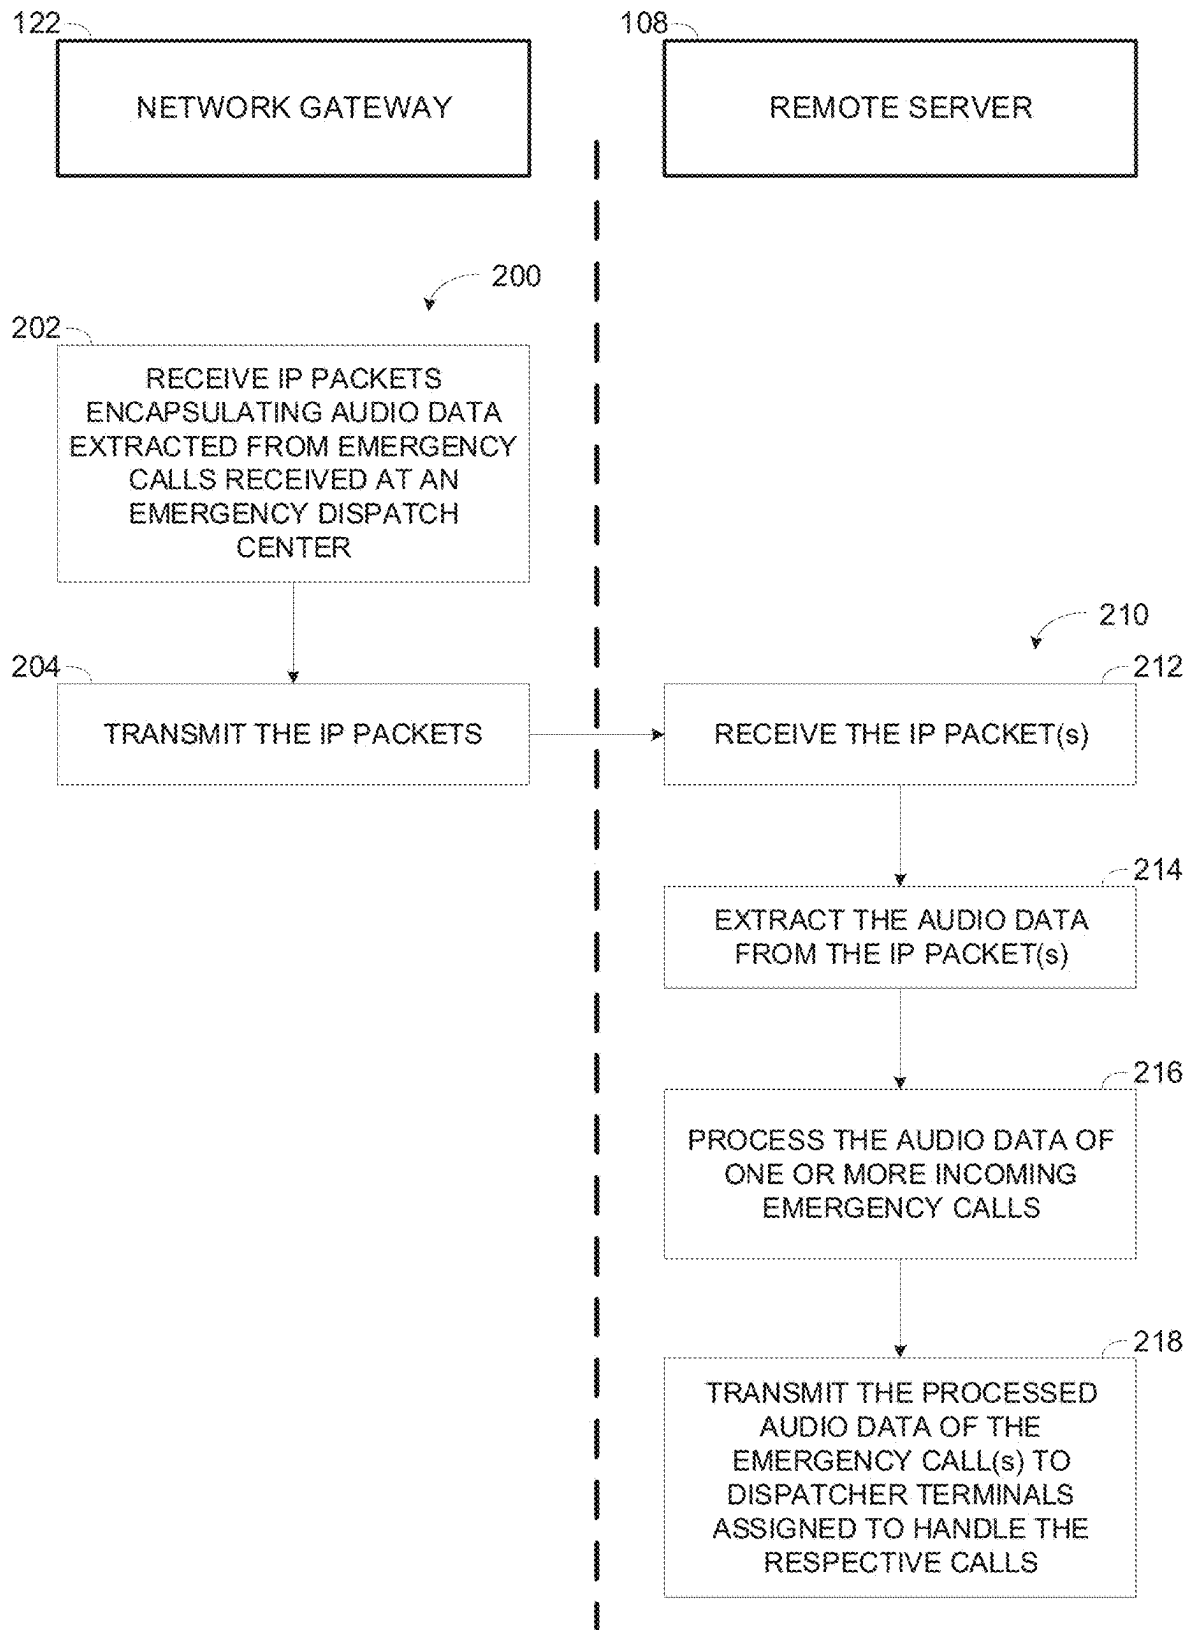 122
NETWORK GATEWAY
108
REMOTE SERVER
200
202
RECEIVE IP PACKETS
ENCAPSULATING AUDIO DATA
EXTRACTED FROM EMERGENCY
CALLS RECEIVED AT AN
EMERGENCY DISPATCH
CENTER
204
TRANSMIT THE IP PACKETS
210
212
RECEIVE THE IP PACKET(s)
214
EXTRACT THE AUDIO DATA
FROM THE IP PACKET(s)
216
PROCESS THE AUDIO DATA OF
ONE OR MORE INCOMING
EMERGENCY CALLS
218
TRANSMIT THE PROCESSED
AUDIO DATA OF THE
EMERGENCY CALL(s) TO
DISPATCHER TERMINALS
ASSIGNED TO HANDLE THE
RESPECTIVE CALLS